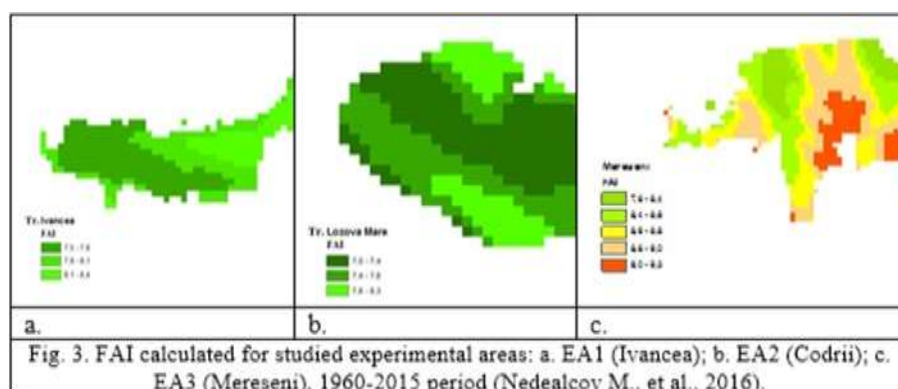 Tr. Ivancea
FAI
Tr. Lozova Mare
FAI
Mereseni
FAI
a.
b.
c.
Fig. 3. FAI calculated for studied experimental areas: a. EA1 (Ivancea); b. EA2 (Codrii); c.
EA3 (Mereseni), 1960-2015 period (Nedealcov M., et al., 2016).